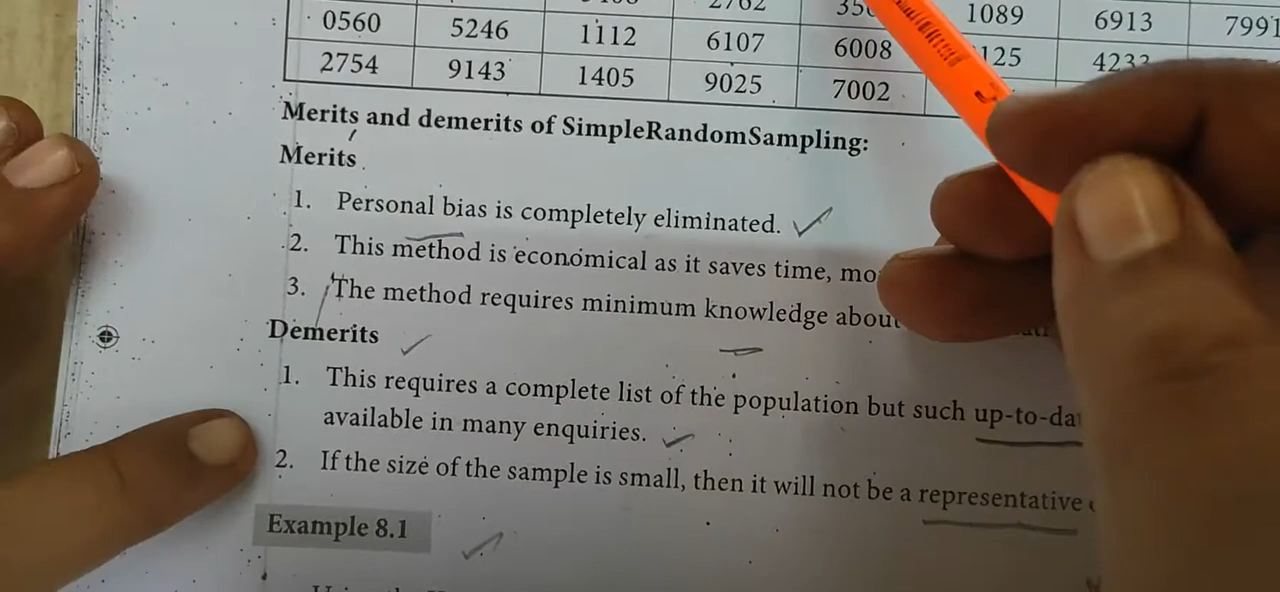 1089 6913 7991
0560 5246 1112 6107 6008 125
2754 9143 1405 9025 7002
Merits and demerits of SimpleRandomSampling:
Merits
1. Personal bias is completely eliminated.
2. This method is economical as it saves time,
3. The method requires minimum knowledge about
Demerits
1. This requires a complete list of the population but such up-to-da
available in many enquiries.
2. If the size of the sample is small, then it will not be a representative
Example 8.1